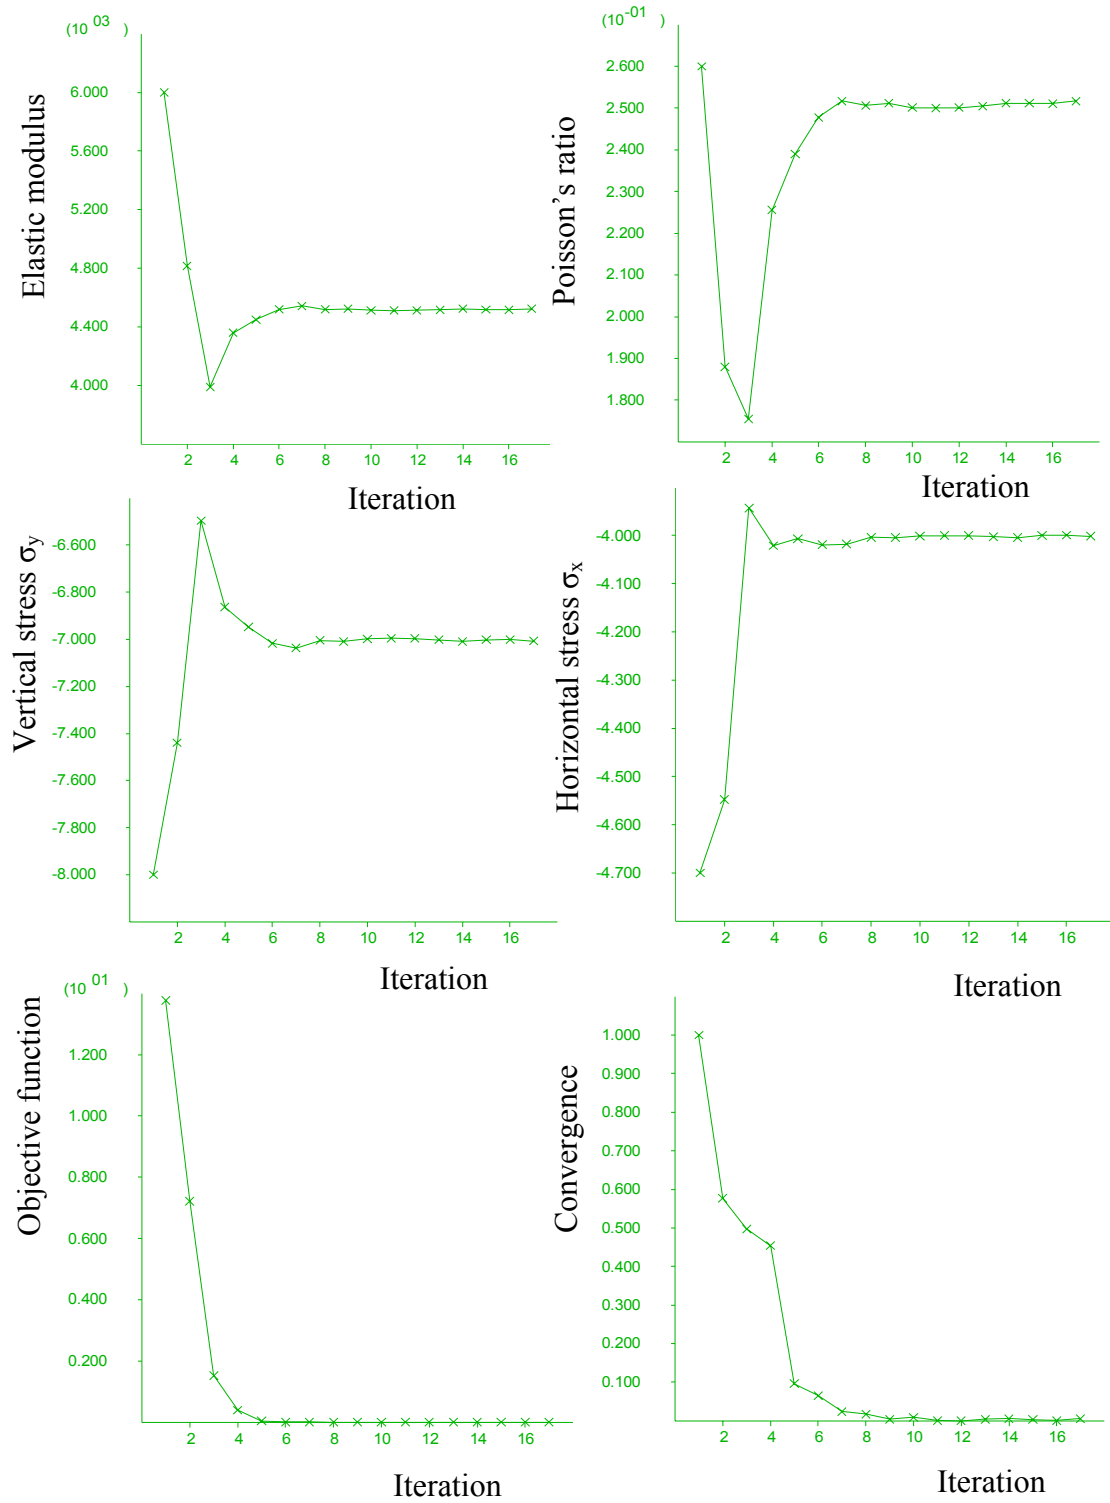 (10 03 )
6.000
5.600
5.200
4.800
4.400
4.000
2 4 6 8 10 12 14 16
Elastic modulus
Iteration
(10 -01 )
2.600
2.500
2.400
2.300
2.200
2.100
2.000
1.900
1.800
2 4 6 8 10 12 14 16
Poisson’s ratio
Iteration
-6.600
-6.800
-7.000
-7.200
-7.400
-7.600
-7.800
-8.000
2 4 6 8 10 12 14 16
Vertical stress σy
Iteration
-4.000
-4.100
-4.200
-4.300
-4.400
-4.500
-4.600
-4.700
2 4 6 8 10 12 14 16
Horizontal stress σx
Iteration
(10 01 )
1.200
1.000
0.800
0.600
0.400
0.200
2 4 6 8 10 12 14 16
Objective function
Iteration
1.000
0.900
0.800
0.700
0.600
0.500
0.400
0.300
0.200
0.100
2 4 6 8 10 12 14 16
Convergence
Iteration